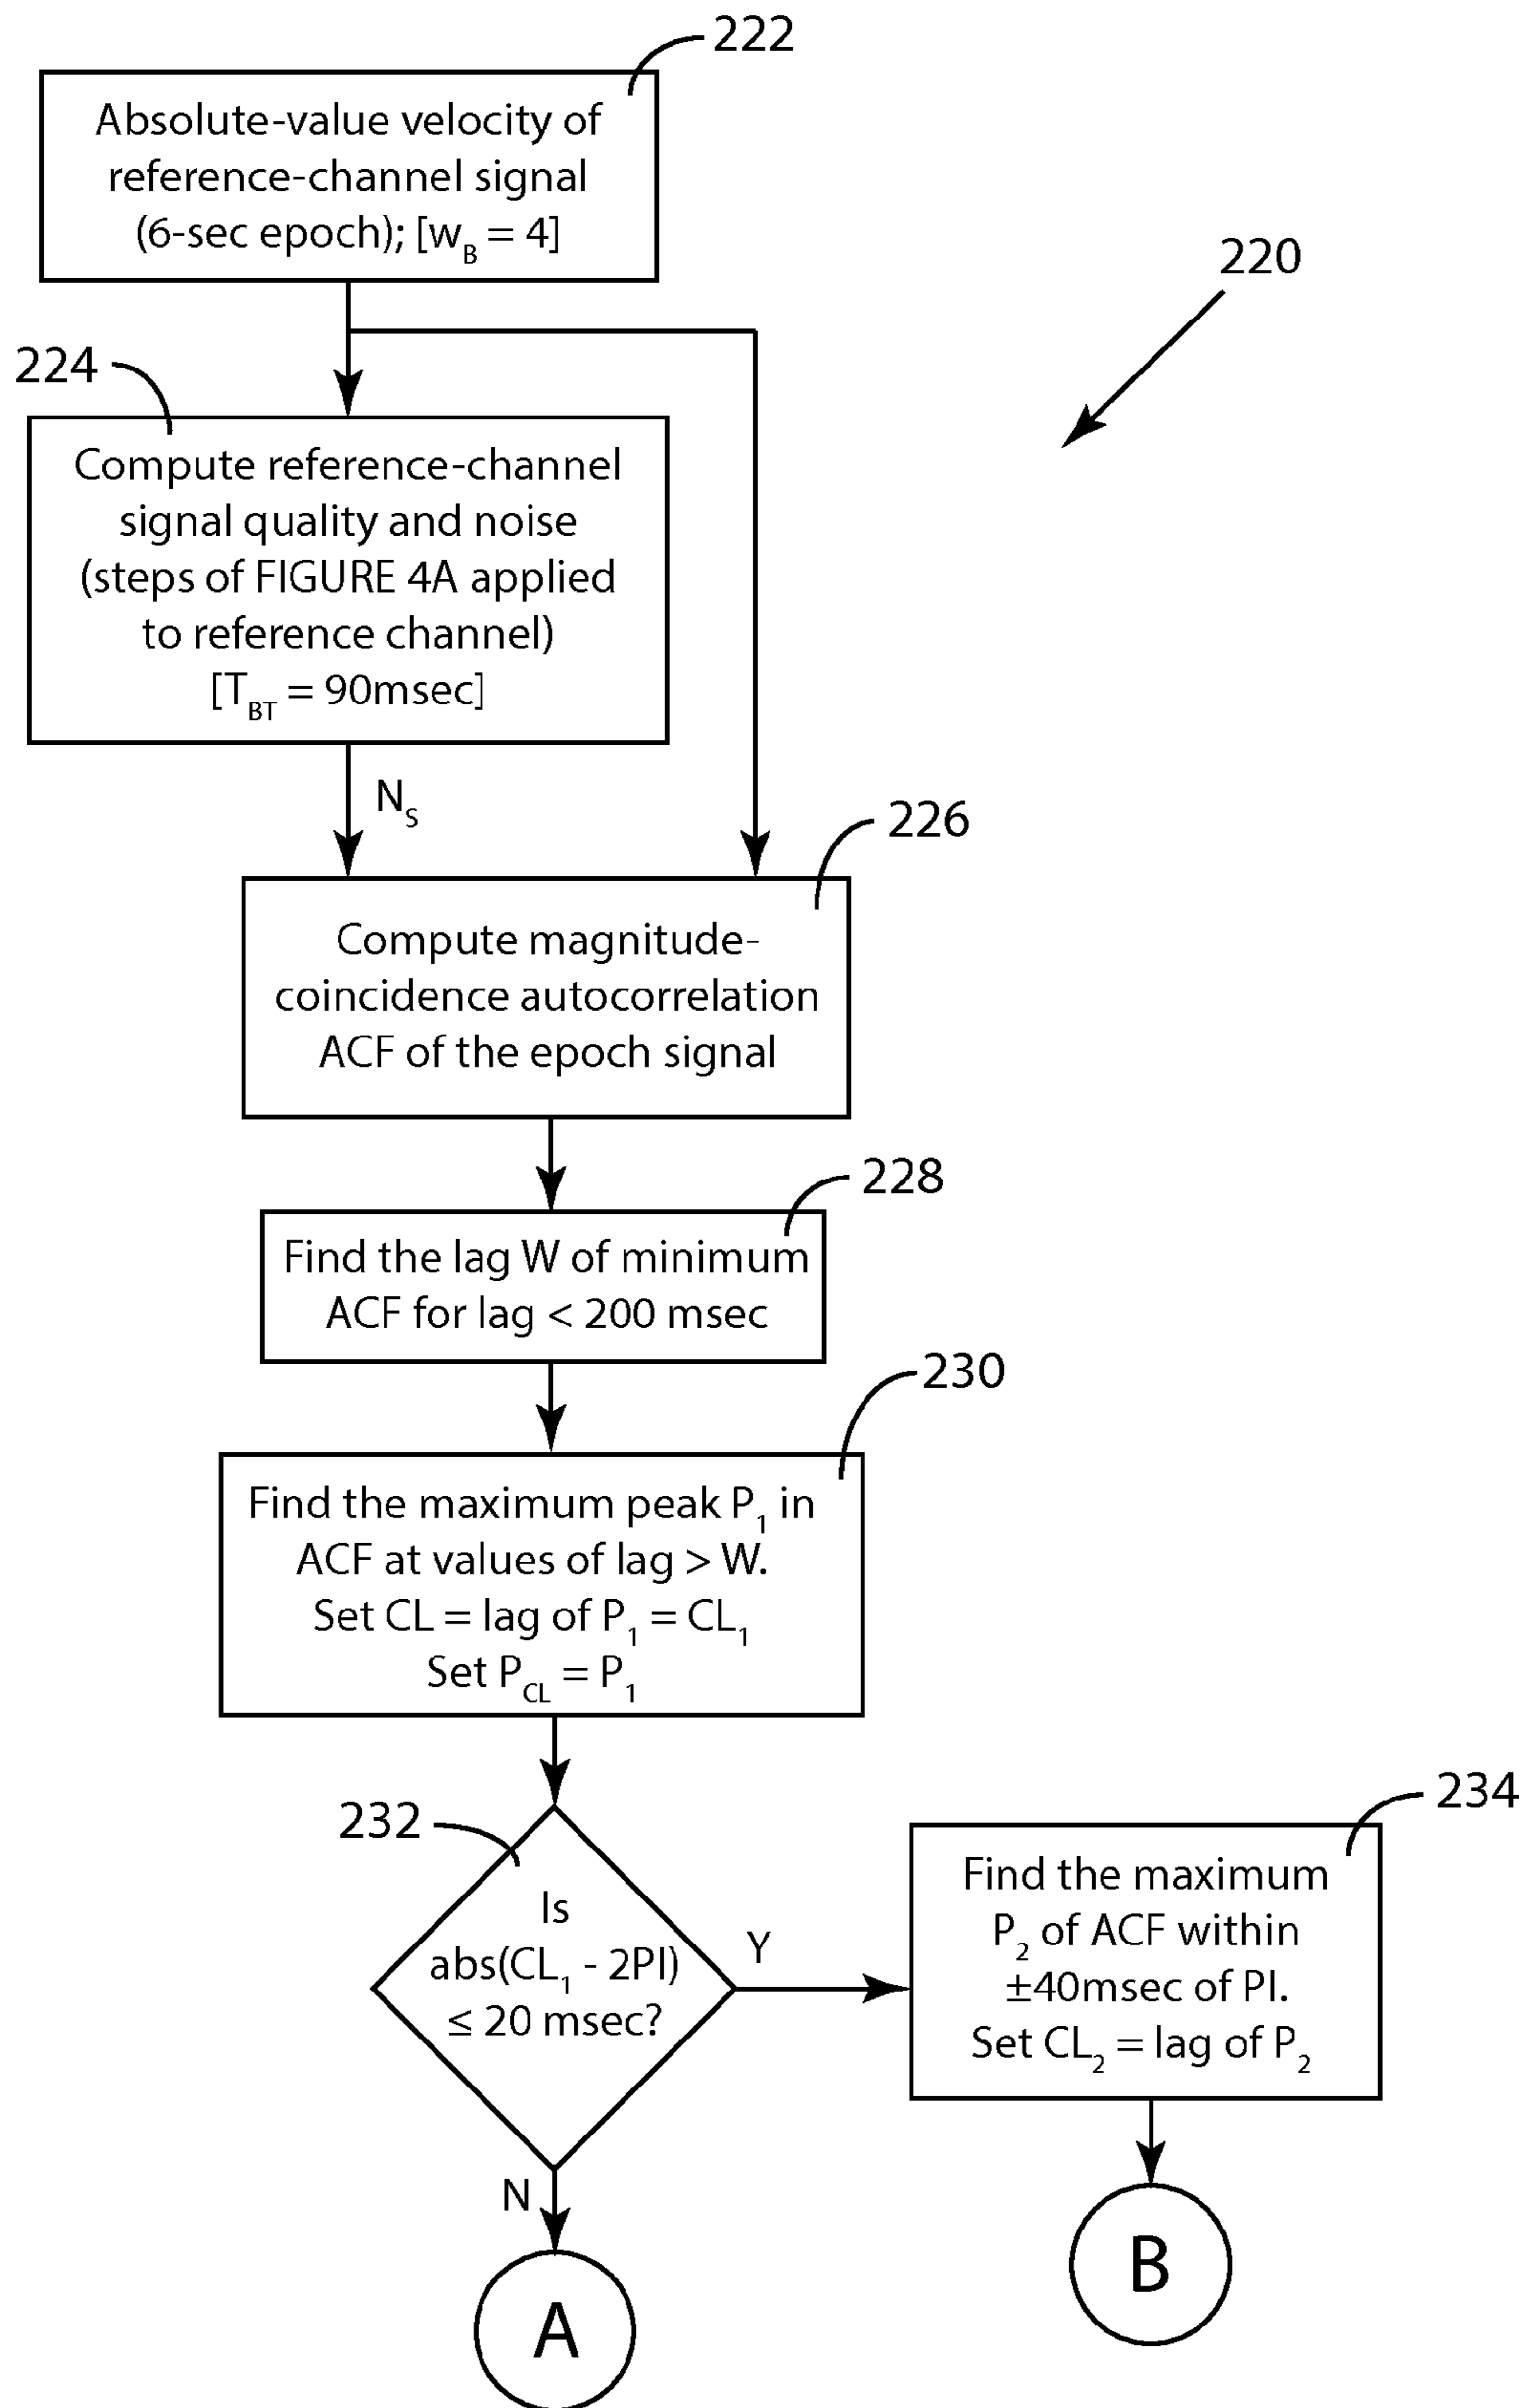 222
Absolute-value velocity of
reference-channel signal
(6-sec epoch); [w_B = 4]
220
224
Compute reference-channel
signal quality and noise
(steps of FIGURE 4A applied
to reference channel)
[T_BT = 90msec]
N_S
226
Compute magnitude-
coincidence autocorrelation
ACF of the epoch signal
228
Find the lag W of minimum
ACF for lag < 200 msec
230
Find the maximum peak P_1 in
ACF at values of lag > W.
Set CL = lag of P_1 = CL_1
Set P_CL = P_1
232
Is
abs(CL_1 - 2PI)
≤ 20 msec?
Y
N
234
Find the maximum
P_2 of ACF within
±40msec of PI.
Set CL_2 = lag of P_2
B
A